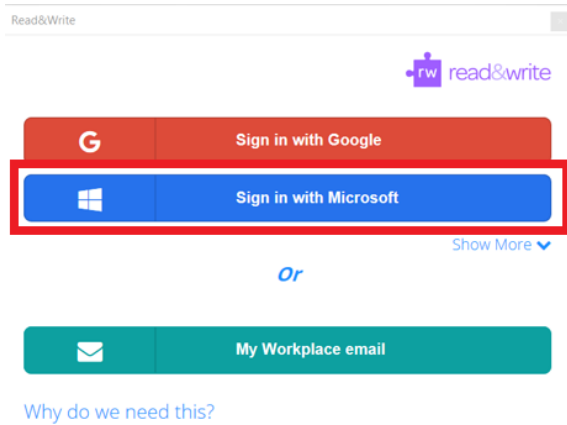 Read&Write
rw read&write
G Sign in with Google
Sign in with Microsoft
Show More
Or
My Workplace email
Why do we need this?